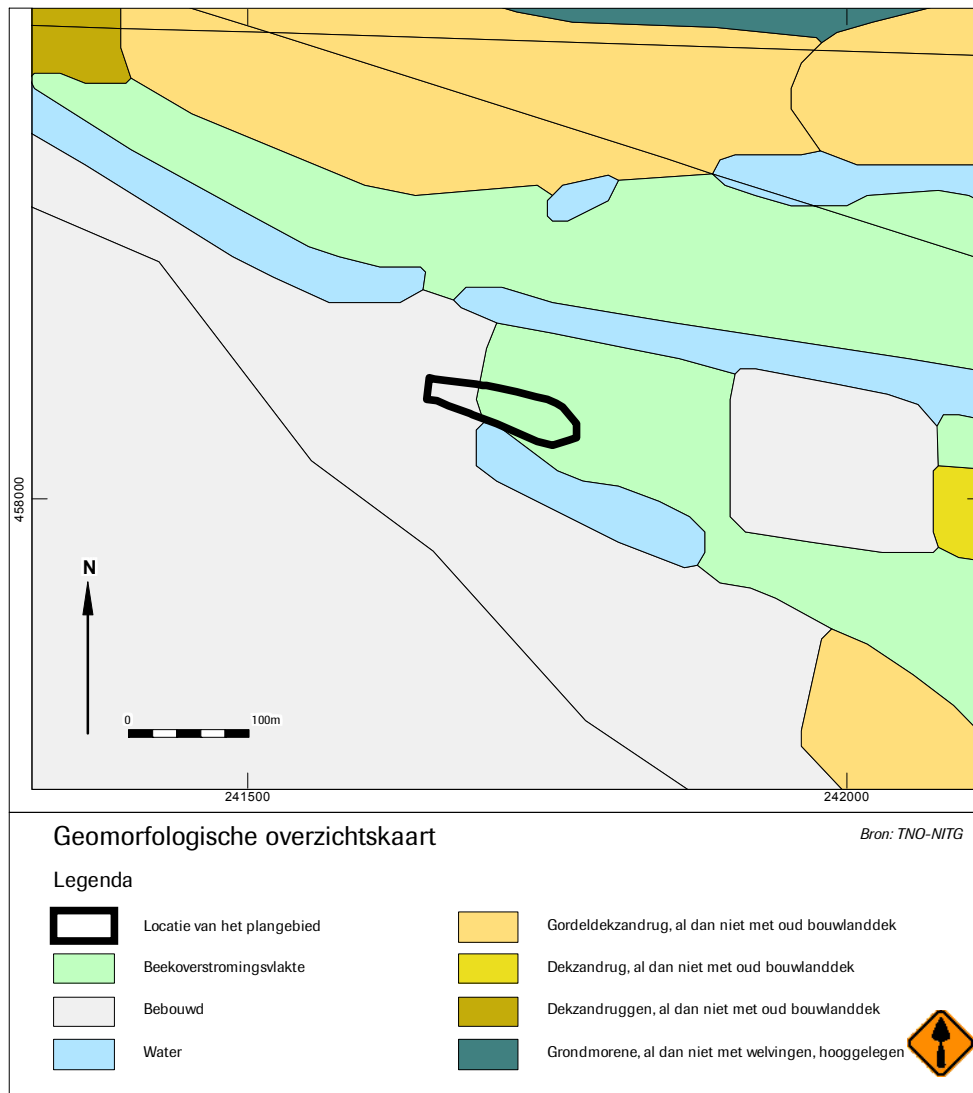 458000
N
0 100m
241500 242000
Geomorfologische overzichtskaart
Bron: TNO-NITG
Legenda
Locatie van het plangebied
Beekoverstromingsvlakte
Bebouwd
Water
Gordeldekzandrug, al dan niet met oud bouwlanddek
Dekzandrug, al dan niet met oud bouwlanddek
Dekzandruggen, al dan niet met oud bouwlanddek
Grondmorene, al dan niet met welvingen, hooggelegen